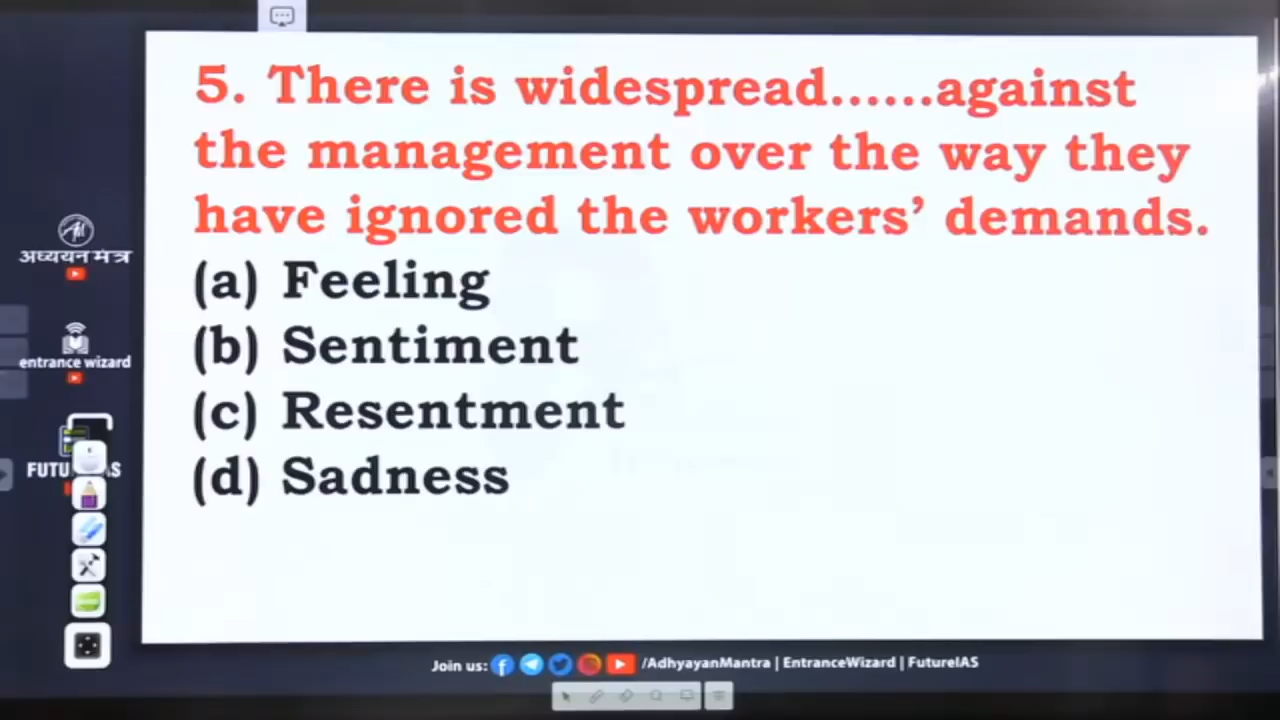 5. There is widespread......against
the management over the way they
have ignored the workers’ demands.
(a) Feeling
(b) Sentiment
(c) Resentment
(d) Sadness
अध्ययन मंत्र
entrance wizard
Join us: /AdhyayanMantra | EntranceWizard | FutureIAS